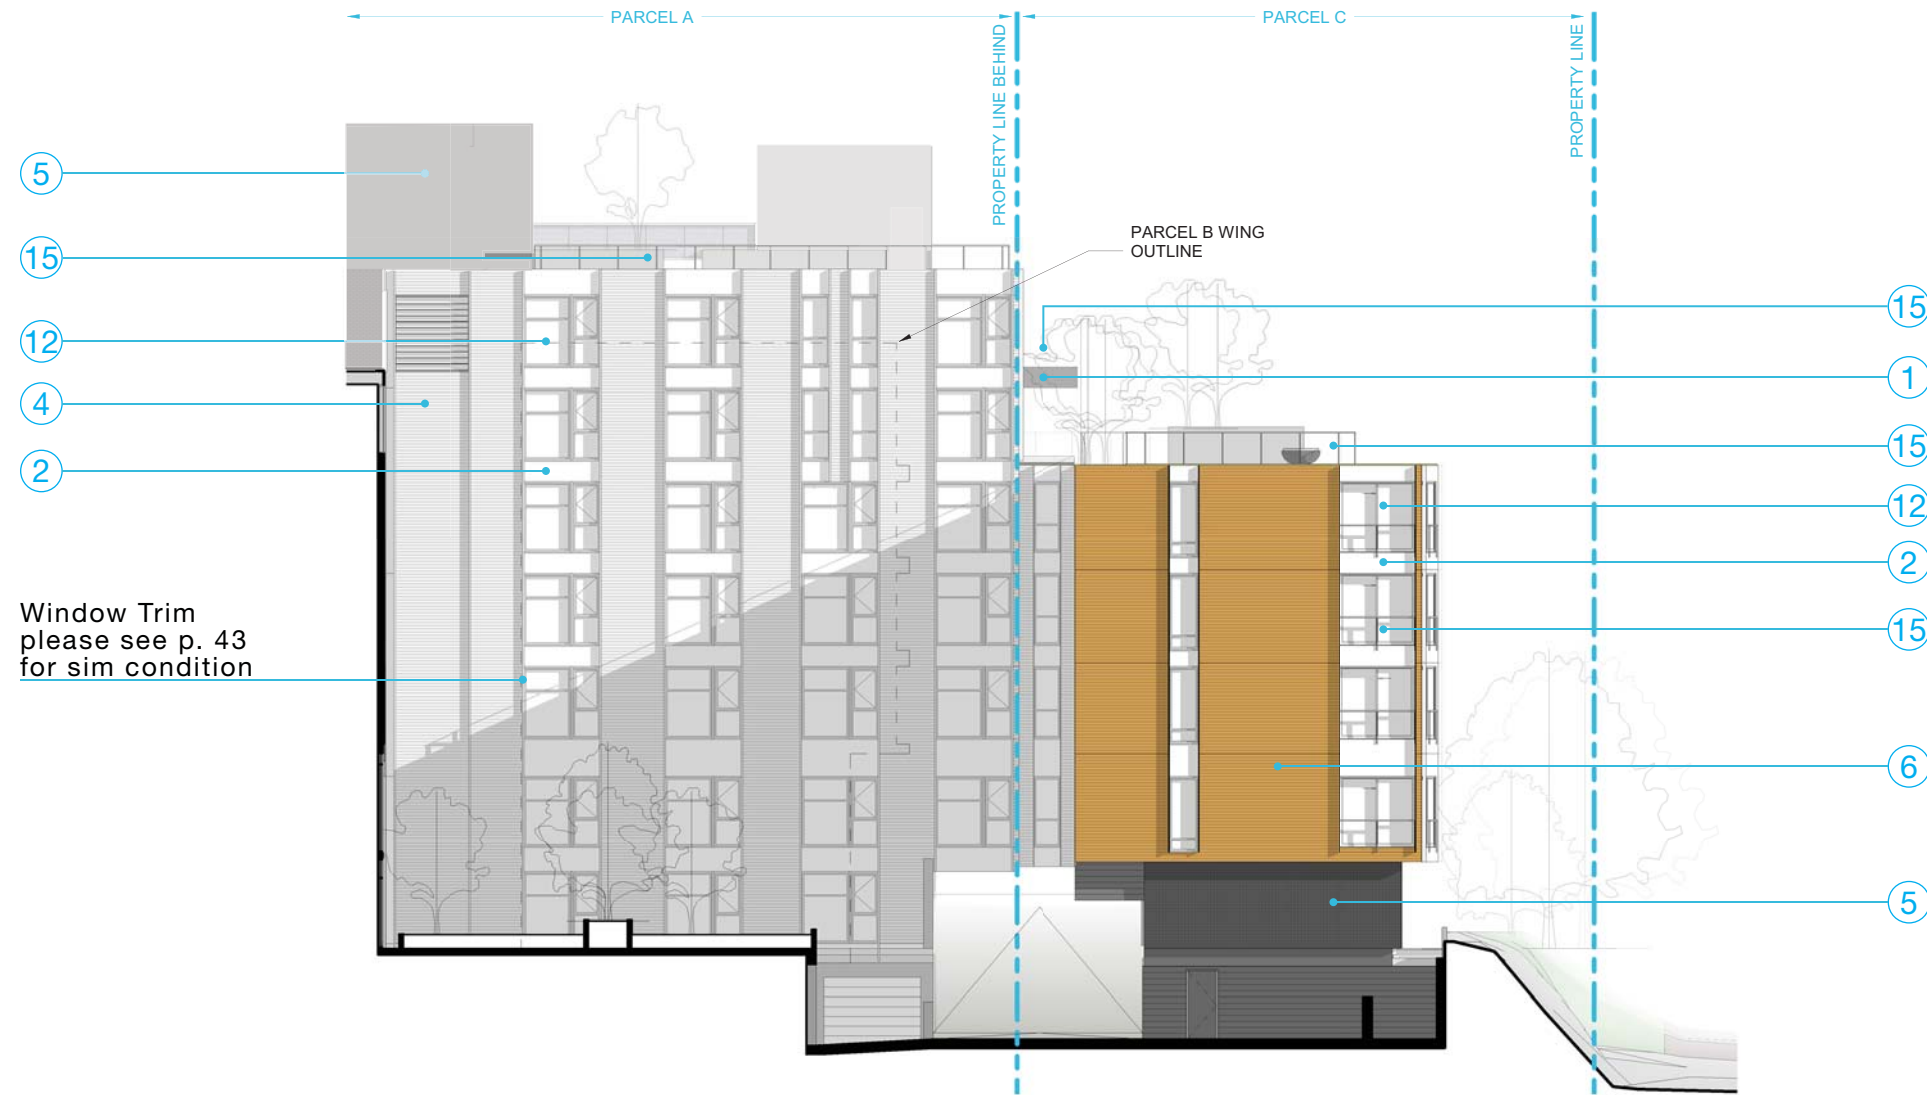 PARCEL A
PARCEL C
PROPERTY LINE BEHIND
PROPERTY LINE
5
15
12
4
2
Window Trim
please see p. 43
for sim condition
PARCEL B WING
OUTLINE
15
1
15
12
2
15
6
5